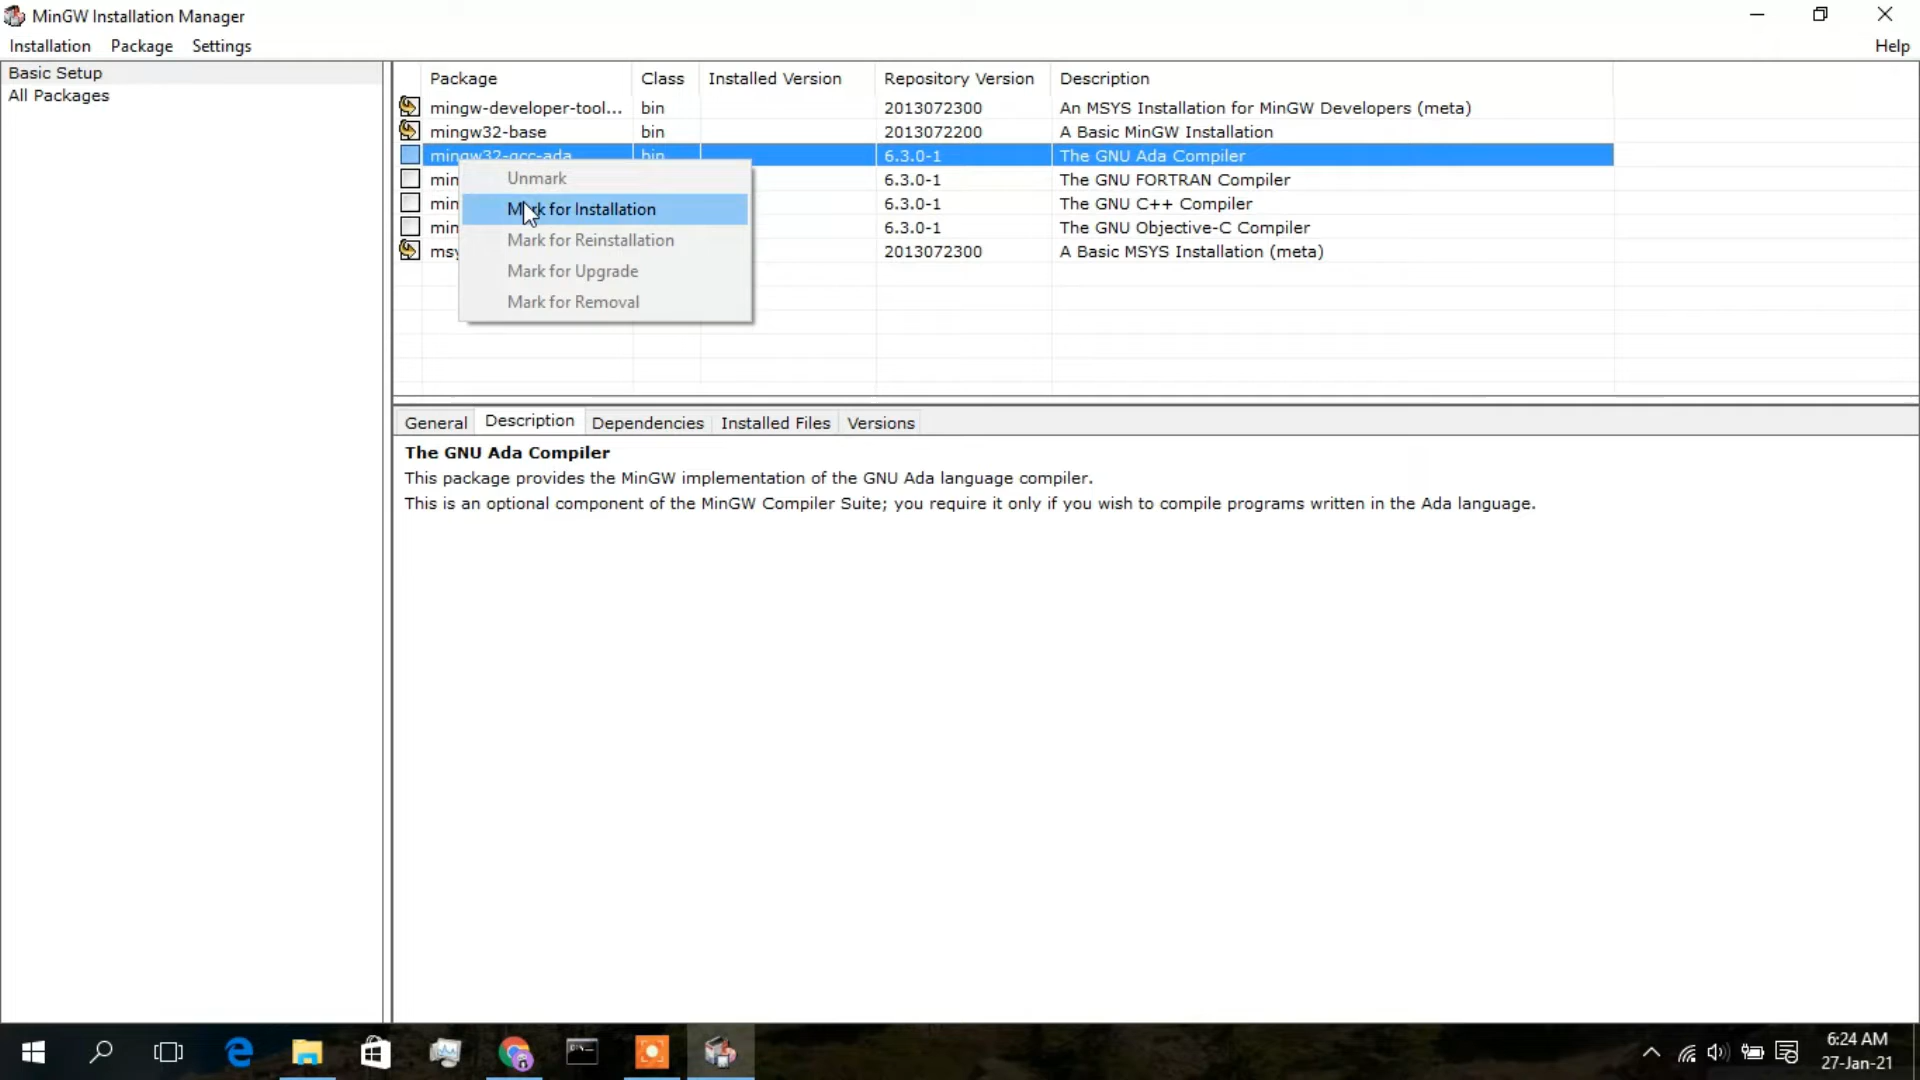 MinGW Installation Manager
Installation Package Settings Help
Basic Setup
All Packages
Package Class Installed Version Repository Version Description
mingw-developer-tool... bin 2013072300 An MSYS Installation for MinGW Developers (meta)
mingw32-base bin 2013072200 A Basic MinGW Installation
mingw32-gcc-ada bin 6.3.0-1 The GNU Ada Compiler
min 6.3.0-1 The GNU FORTRAN Compiler
min 6.3.0-1 The GNU C++ Compiler
min 6.3.0-1 The GNU Objective-C Compiler
msy 2013072300 A Basic MSYS Installation (meta)
Unmark
Mark for Installation
Mark for Reinstallation
Mark for Upgrade
Mark for Removal
General Description Dependencies Installed Files Versions
The GNU Ada Compiler
This package provides the MinGW implementation of the GNU Ada language compiler.
This is an optional component of the MinGW Compiler Suite; you require it only if you wish to compile programs written in the Ada language.
6:24 AM
27-Jan-21